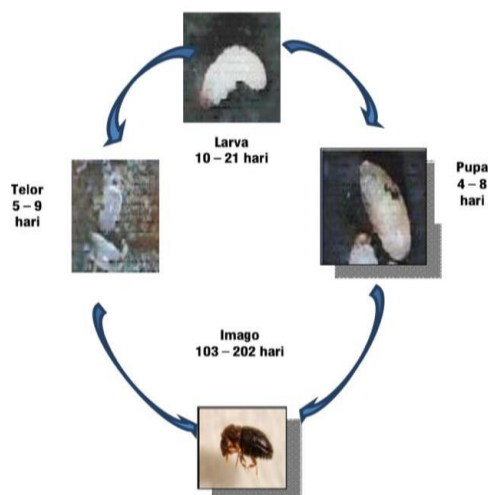 Larva
10 – 21 hari
Telor
5 – 9
hari
Pupa
4 – 8
hari
Imago
103 – 202 hari